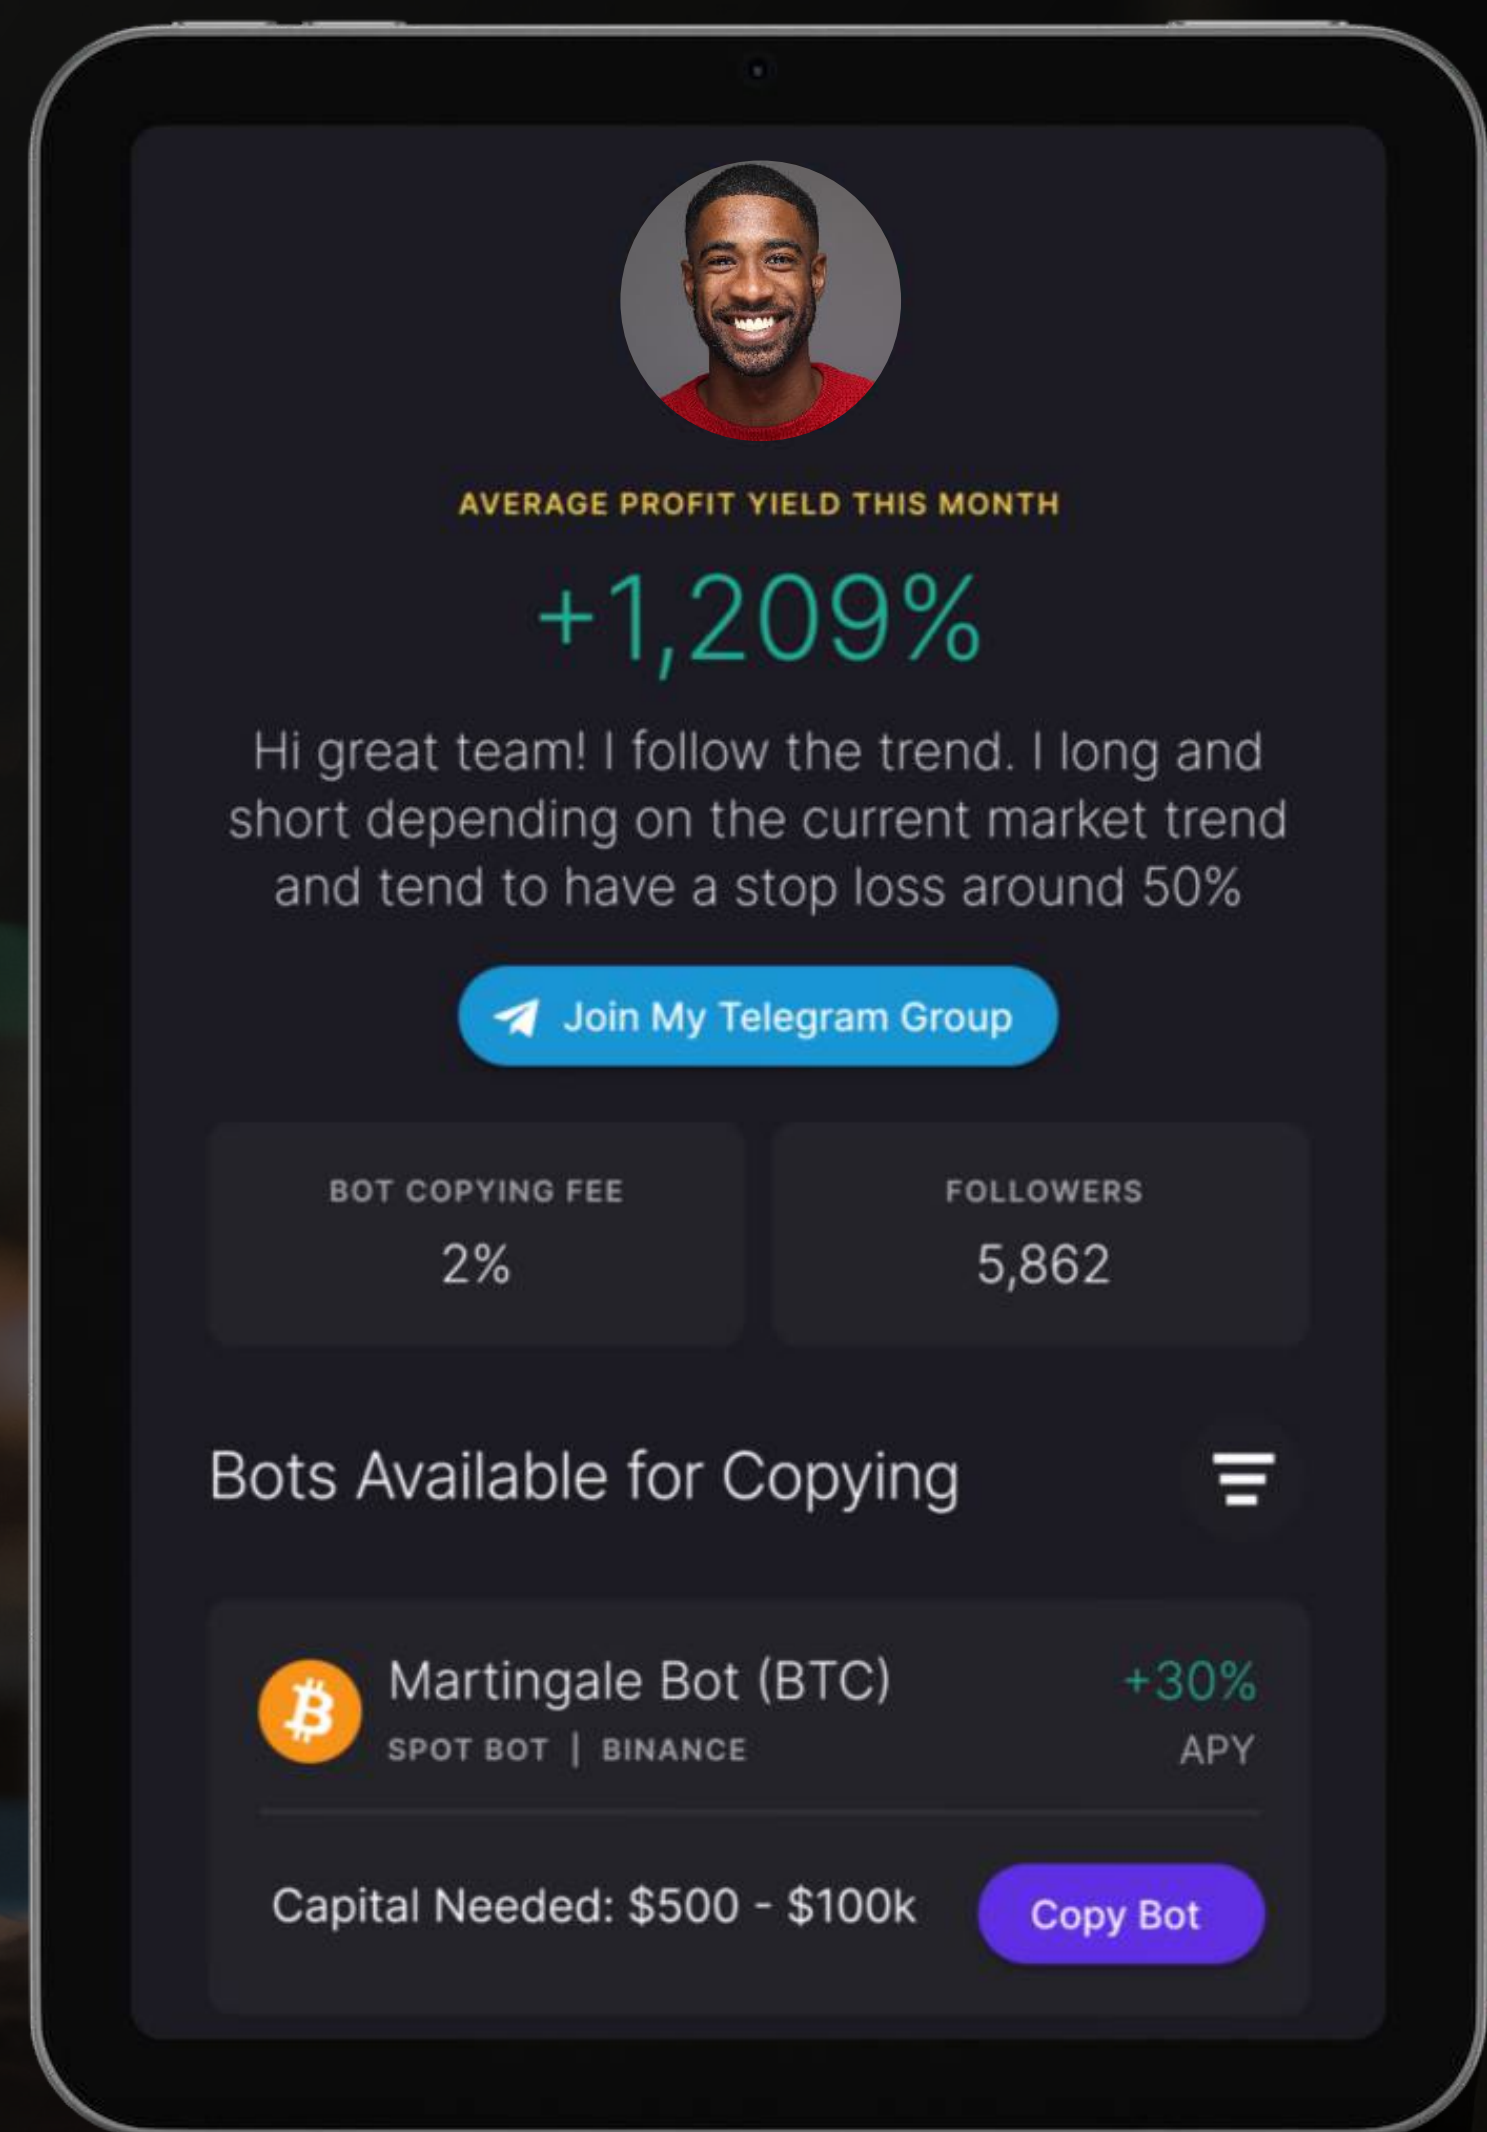 AVERAGE PROFIT YIELD THIS MONTH
+1,209%
Hi great team! I follow the trend. I long and
short depending on the current market trend
and tend to have a stop loss around 50%
Join My Telegram Group
BOT COPYING FEE
2%
FOLLOWERS
5,862
Bots Available for Copying
Martingale Bot (BTC)
SPOT BOT | BINANCE
+30%
APY
Capital Needed: $500 - $100k
Copy Bot